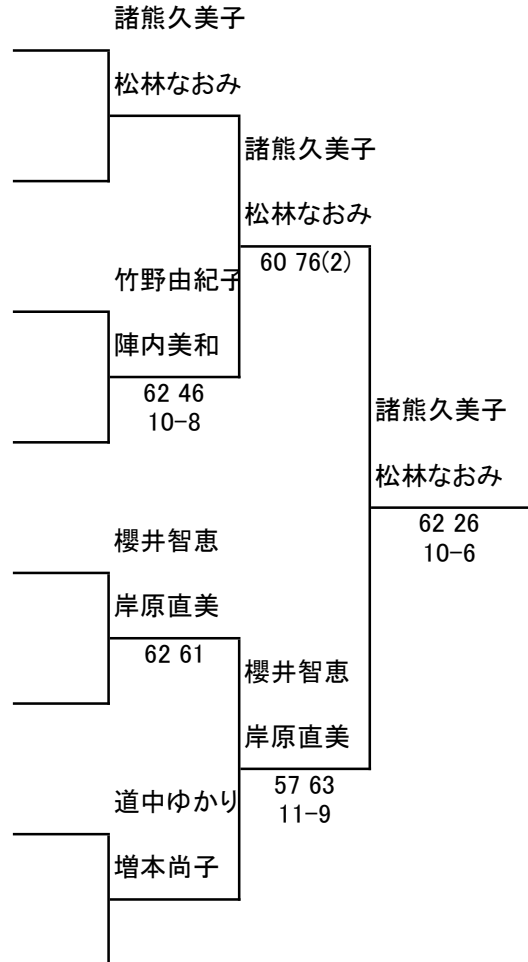 諸熊久美子
松林なおみ
諸熊久美子
松林なおみ
60 76(2)
竹野由紀子
陣内美和
62 46
10-8
諸熊久美子
松林なおみ
62 26
10-6
櫻井智恵
岸原直美
62 61
櫻井智恵
岸原直美
57 63
11-9
道中ゆかり
増本尚子